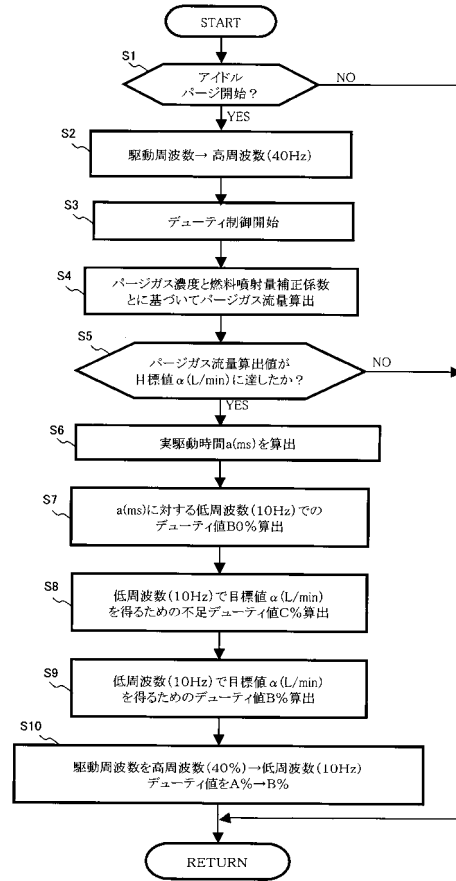 START
S1
アイドル
パージ開始？
NO
YES
S2
駆動周波数→ 高周波数(40Hz)
S3
デューティ制御開始
S4
パージガス濃度と燃料噴射量補正係数
とに基づいてパージガス流量算出
S5
パージガス流量算出値が
H標値α(L/min)に達したか？
NO
YES
S6
実駆動時間a(ms)を算出
S7
a(ms)に対する低周波数(10Hz)での
デューティ値B0%算出
S8
低周波数(10Hz)で目標値α(L/min)
を得るための不足デューティ値C%算出
S9
低周波数(10Hz)で目標値α(L/min)
を得るためのデューティ値B%算出
S10
駆動周波数を高周波数(40%)→低周波数(10Hz)
デューティ値をA%→B%
RETURN